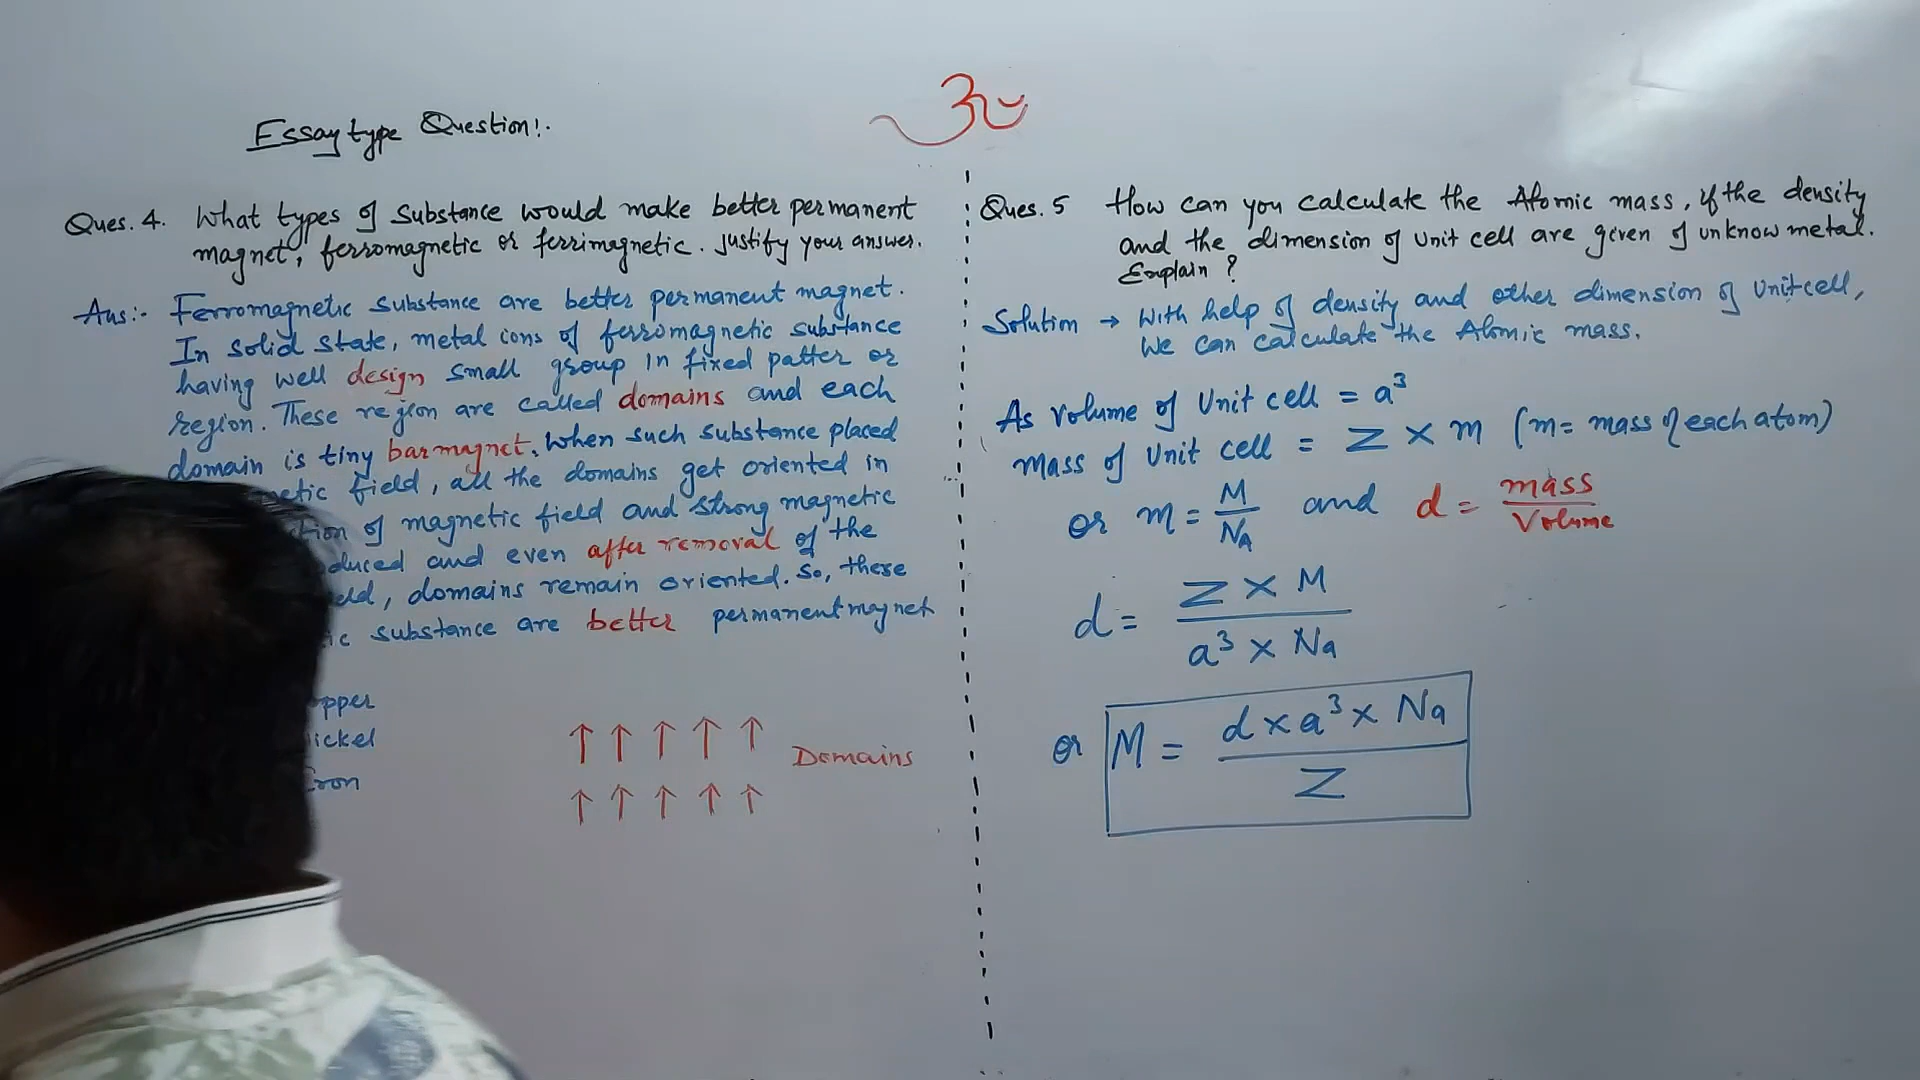 Essay type Question:-
Ques. 4. What types of substance would make better permanent
magnet, ferromagnetic or ferrimagnetic. Justify your answer.
Ans:- Ferromagnetic substance are better permanent magnet.
In solid state, metal ions of ferromagnetic substance
having well design small group in fixed patter or
region. These region are called domains and each
domain is tiny barmagnet. When such substance placed
etic field, all the domains get oriented in
tion of magnetic field and strong magnetic
duced and even after removal of the
eld, domains remain oriented. So, these
ic substance are better permanent magnet
opper
ickel
Iron
↑ ↑ ↑ ↑ ↑
Domains
↑ ↑ ↑ ↑ ↑
Ques. 5 How can you calculate the Atomic mass, if the density
and the dimension of unit cell are given of unknow metal.
Explain ?
Solution → With help of density and other dimension of Unitcell,
We can calculate the Atomic mass.
As volume of Unit cell = a³
mass of Unit cell = Z × m (m= mass of each atom)
or m = M/NA and d = mass/Volume
d = Z × M / a³ × Na
or M = d × a³ × Na / Z